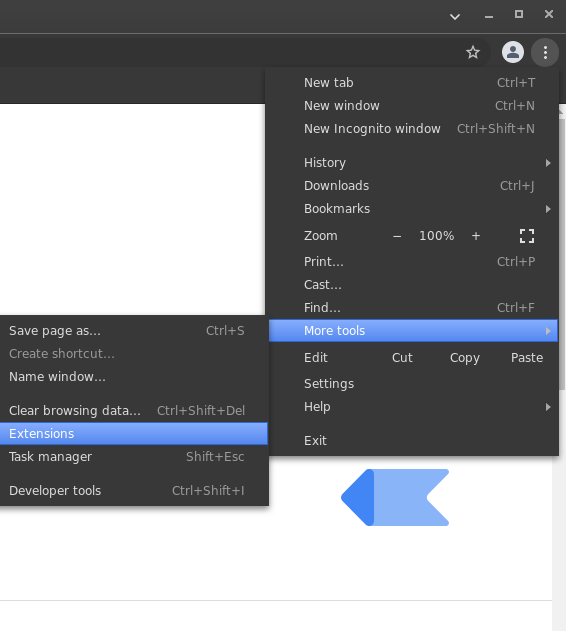 New tab Ctrl+T
New window Ctrl+N
New Incognito window Ctrl+Shift+N
History
Downloads Ctrl+J
Bookmarks
Zoom − 100% +
Print... Ctrl+P
Cast...
Find... Ctrl+F
More tools
Edit Cut Copy Paste
Settings
Help
Exit
Save page as... Ctrl+S
Create shortcut...
Name window...
Clear browsing data... Ctrl+Shift+Del
Extensions
Task manager Shift+Esc
Developer tools Ctrl+Shift+I